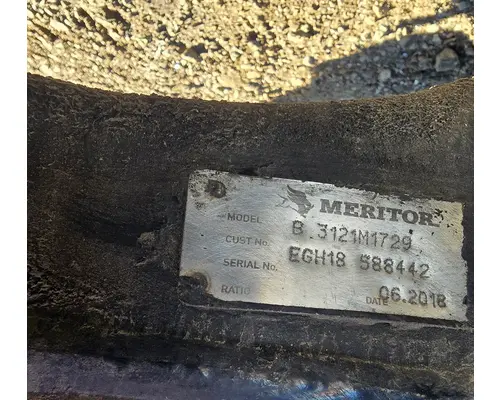 MERITOR
MODEL B 3121M1729
CUST No. EGH18 588442
SERIAL No.
RATIO DATE 06.2018